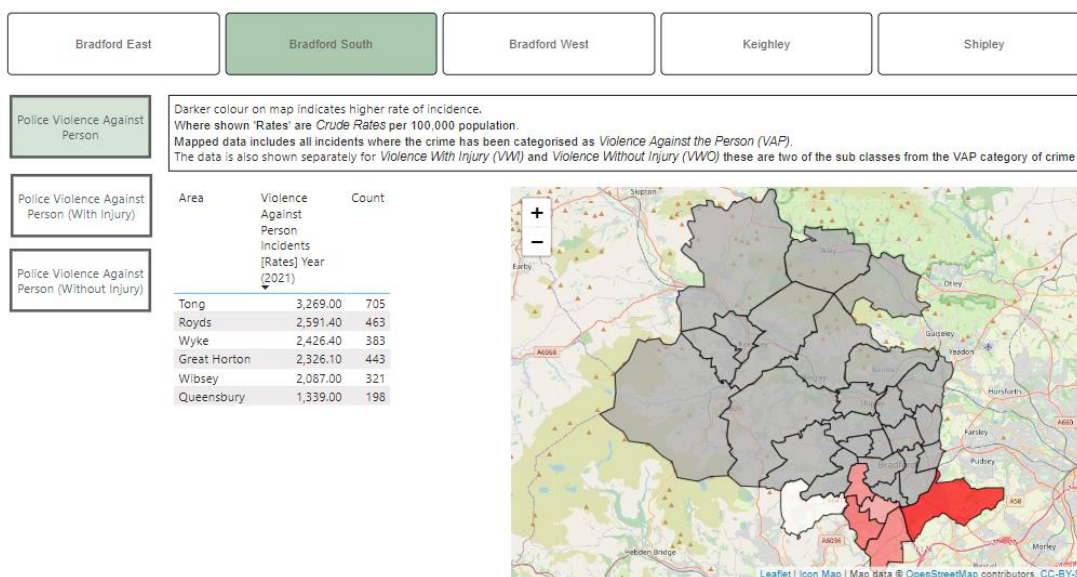 Bradford East
Bradford South
Bradford West
Keighley
Shipley
Police Violence Against
Person
Police Violence Against
Person (With Injury)
Police Violence Against
Person (Without Injury)
Darker colour on map indicates higher rate of incidence.
Where shown 'Rates' are Crude Rates per 100,000 population.
Mapped data includes all incidents where the crime has been categorised as Violence Against the Person (VAP).
The data is also shown separately for Violence With Injury (VWI) and Violence Without Injury (VWO) these are two of the sub classes from the VAP category of crime
Area
Violence
Against
Person
Incidents
[Rates] Year
(2021)
Count
Tong 3,269.00 705
Royds 2,591.40 463
Wyke 2,426.40 383
Great Horton 2,326.10 443
Wibsey 2,087.00 321
Queensbury 1,339.00 198
+
−
Skipton
Earby
Otley
Guiseley
Yeadon
A6068
Horsforth
A660
Farsley
Pudsey
Bradford
A58
A6036
Morley
Hebden Bridge
Leaflet | Icon Map | Map data © OpenStreetMap contributors, CC-BY-S